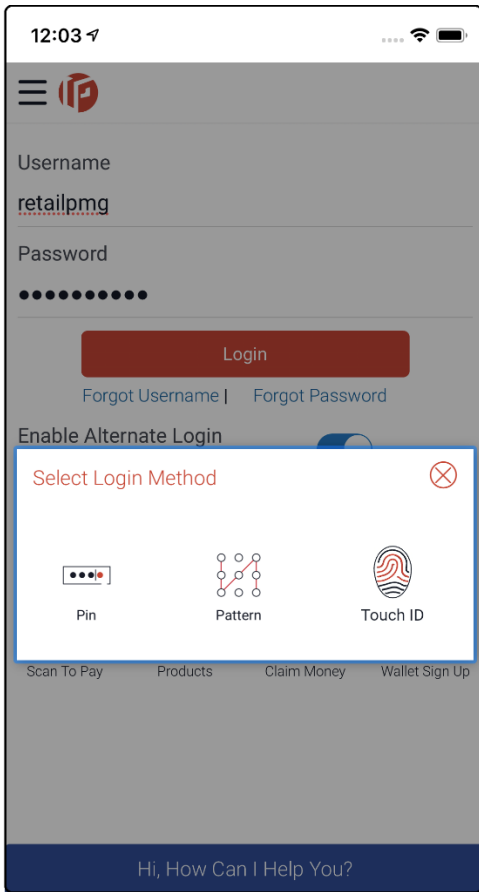 12:03
Username
retailpmg
Password
Login
Forgot Username | Forgot Password
Enable Alternate Login
Select Login Method
Pin Pattern Touch ID
Scan To Pay Products Claim Money Wallet Sign Up
Hi, How Can I Help You?